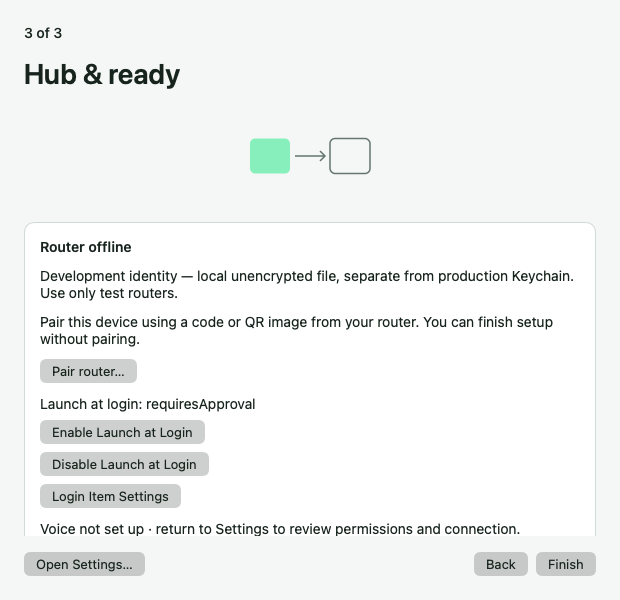 3 of 3
Hub & ready
Router offline
Development identity — local unencrypted file, separate from production Keychain.
Use only test routers.
Pair this device using a code or QR image from your router. You can finish setup
without pairing.
Pair router...
Launch at login: requiresApproval
Enable Launch at Login
Disable Launch at Login
Login Item Settings
Voice not set up · return to Settings to review permissions and connection.
Open Settings...
Back
Finish